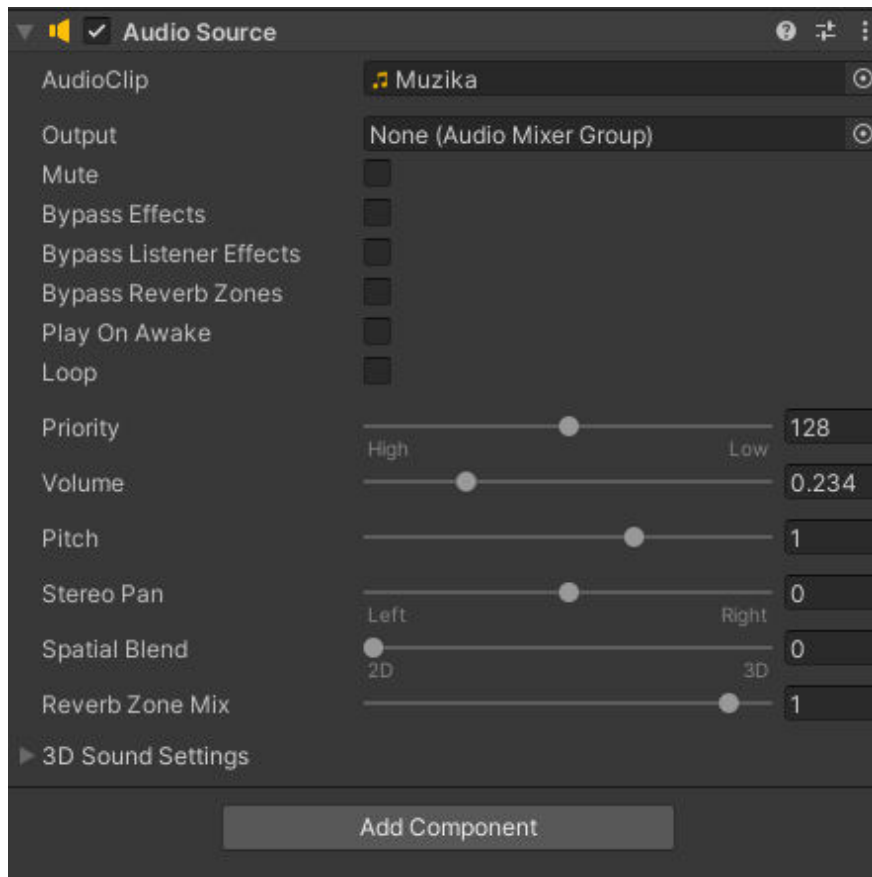 Audio Source
AudioClip Muzika
Output None (Audio Mixer Group)
Mute
Bypass Effects
Bypass Listener Effects
Bypass Reverb Zones
Play On Awake
Loop
Priority 128
High Low
Volume 0.234
Pitch 1
Stereo Pan 0
Left Right
Spatial Blend 0
2D 3D
Reverb Zone Mix 1
3D Sound Settings
Add Component